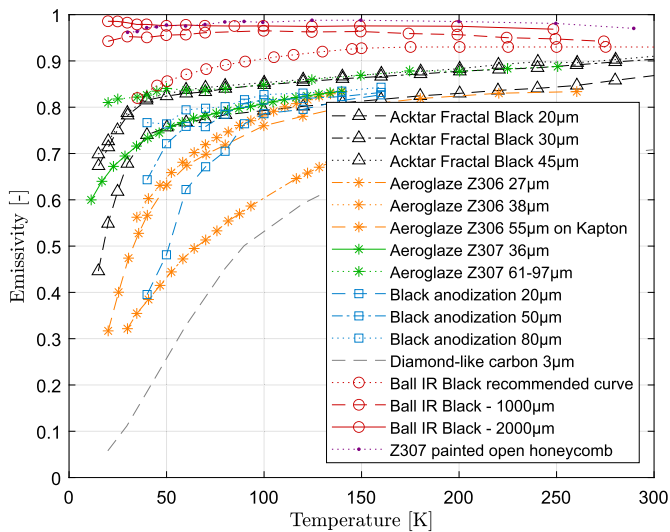 1
0.9
0.8
0.7
0.6
0.5
0.4
0.3
0.2
0.1
0
Emissivity [-]
Acktar Fractal Black 20µm
Acktar Fractal Black 30µm
Acktar Fractal Black 45µm
Aeroglaze Z306 27µm
Aeroglaze Z306 38µm
Aeroglaze Z306 55µm on Kapton
Aeroglaze Z307 36µm
Aeroglaze Z307 61-97µm
Black anodization 20µm
Black anodization 50µm
Black anodization 80µm
Diamond-like carbon 3µm
Ball IR Black recommended curve
Ball IR Black - 1000µm
Ball IR Black - 2000µm
Z307 painted open honeycomb
0 50 100 150 200 250 300
Temperature [K]